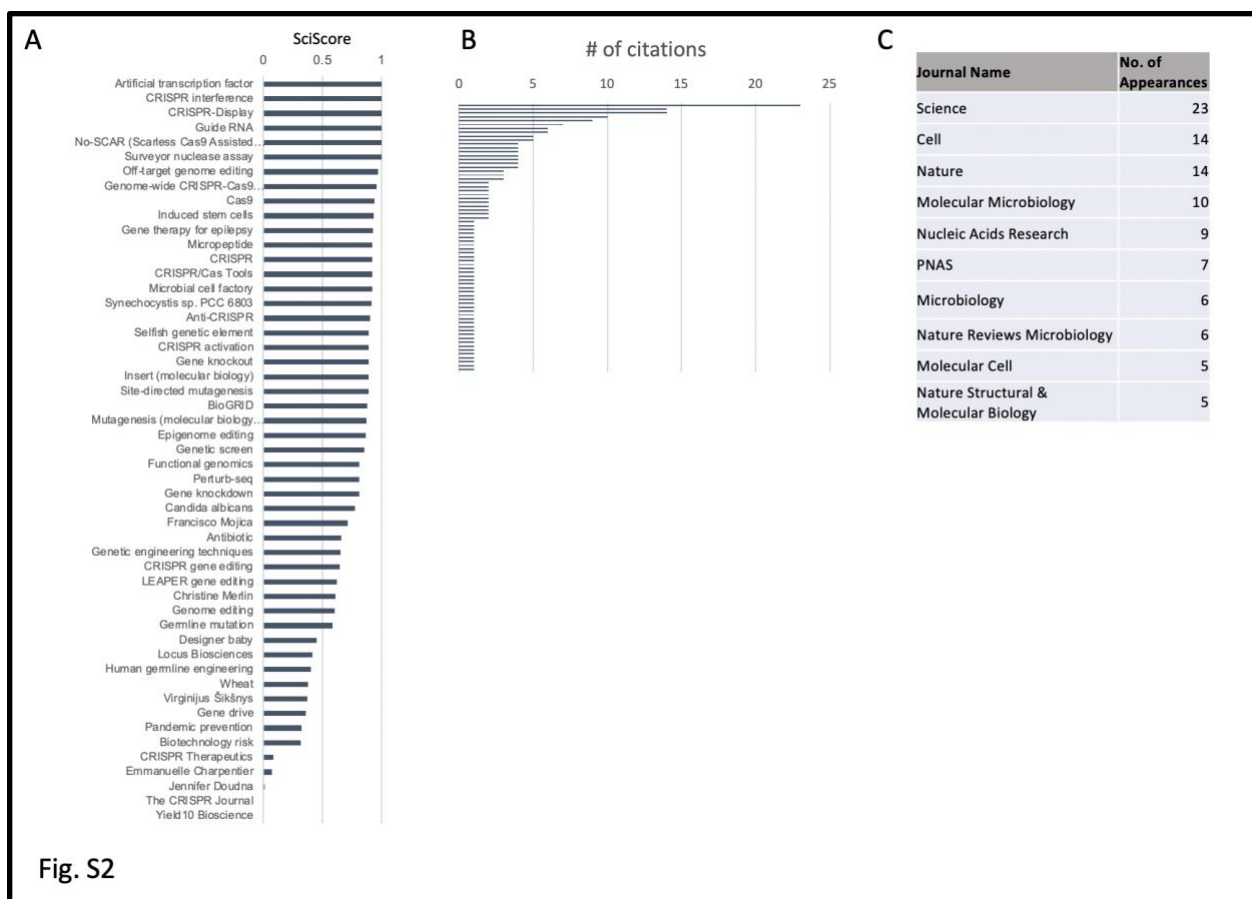 A
SciScore
0 0.5 1
Artificial transcription factor
CRISPR interference
CRISPR-Display
Guide RNA
No-SCAR (Scarless Cas9 Assisted...
Surveyor nuclease assay
Off-target genome editing
Genome-wide CRISPR-Cas9...
Cas9
Induced stem cells
Gene therapy for epilepsy
Micropeptide
CRISPR
CRISPR/Cas Tools
Microbial cell factory
Synechocystis sp. PCC 6803
Anti-CRISPR
Selfish genetic element
CRISPR activation
Gene knockout
Insert (molecular biology)
Site-directed mutagenesis
BioGRID
Mutagenesis (molecular biology...
Epigenome editing
Genetic screen
Functional genomics
Perturb-seq
Gene knockdown
Candida albicans
Francisco Mojica
Antibiotic
Genetic engineering techniques
CRISPR gene editing
LEAPER gene editing
Christine Merlin
Genome editing
Germline mutation
Designer baby
Locus Biosciences
Human germline engineering
Wheat
Virginijus Šikšnys
Gene drive
Pandemic prevention
Biotechnology risk
CRISPR Therapeutics
Emmanuelle Charpentier
Jennifer Doudna
The CRISPR Journal
Yield10 Bioscience
B
# of citations
0 5 10 15 20 25
C
Journal Name No. of Appearances
Science 23
Cell 14
Nature 14
Molecular Microbiology 10
Nucleic Acids Research 9
PNAS 7
Microbiology 6
Nature Reviews Microbiology 6
Molecular Cell 5
Nature Structural &
Molecular Biology 5
Fig. S2